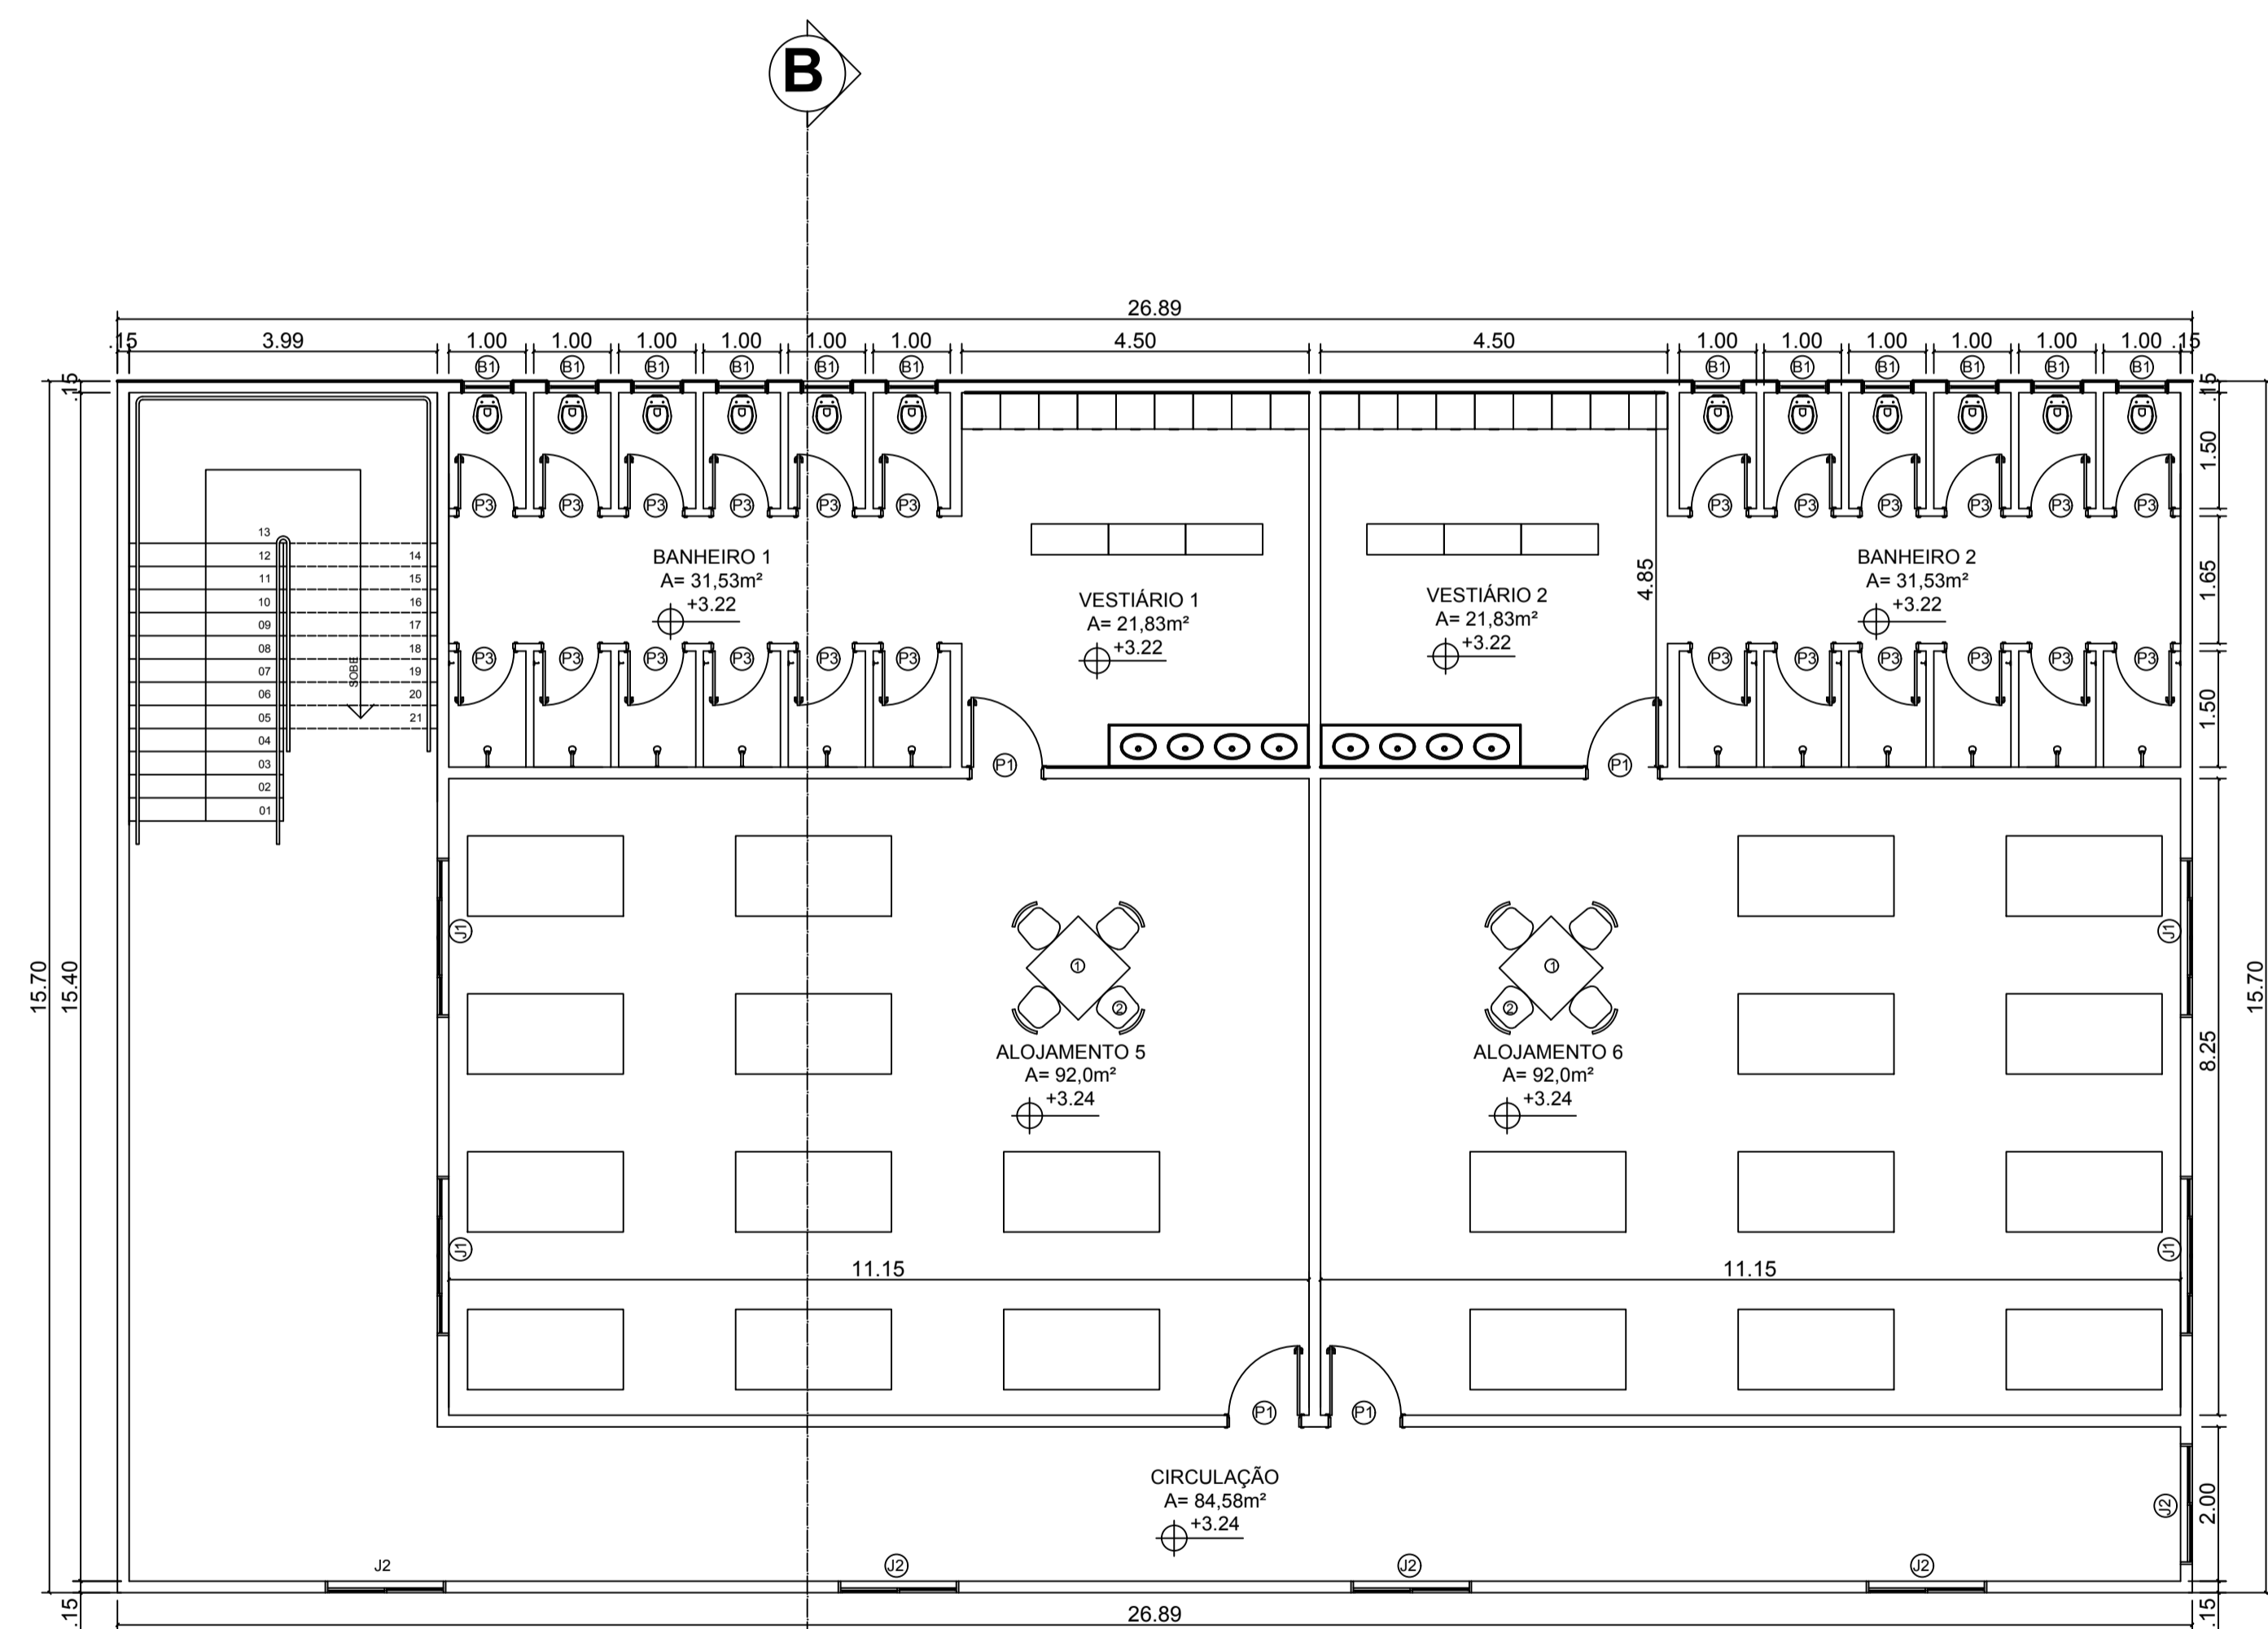 B
26.89
.15
3.99
1.00
1.00
1.00
1.00
1.00
1.00
4.50
4.50
1.00
1.00
1.00
1.00
1.00
1.00
.15
B1
B1
B1
B1
B1
B1
B1
B1
B1
B1
B1
B1
.15
.15
1.50
P3
P3
P3
P3
P3
P3
P3
P3
P3
P3
P3
P3
13
12
11
10
09
08
07
06
05
04
03
02
01
14
15
16
17
18
19
20
21
SOBE
BANHEIRO 1
A= 31,53m²
+3.22
VESTIÁRIO 1
A= 21,83m²
+3.22
VESTIÁRIO 2
A= 21,83m²
+3.22
4.85
BANHEIRO 2
A= 31,53m²
+3.22
1.65
P3
P3
P3
P3
P3
P3
P3
P3
P3
P3
P3
P3
1.50
P1
P1
J1
J1
15.70
15.40
1
2
1
2
15.70
ALOJAMENTO 5
A= 92,0m²
+3.24
ALOJAMENTO 6
A= 92,0m²
+3.24
8.25
J1
J1
11.15
11.15
P1
P1
CIRCULAÇÃO
A= 84,58m²
+3.24
2.00
J2
J2
J2
J2
J2
.15
26.89
.15